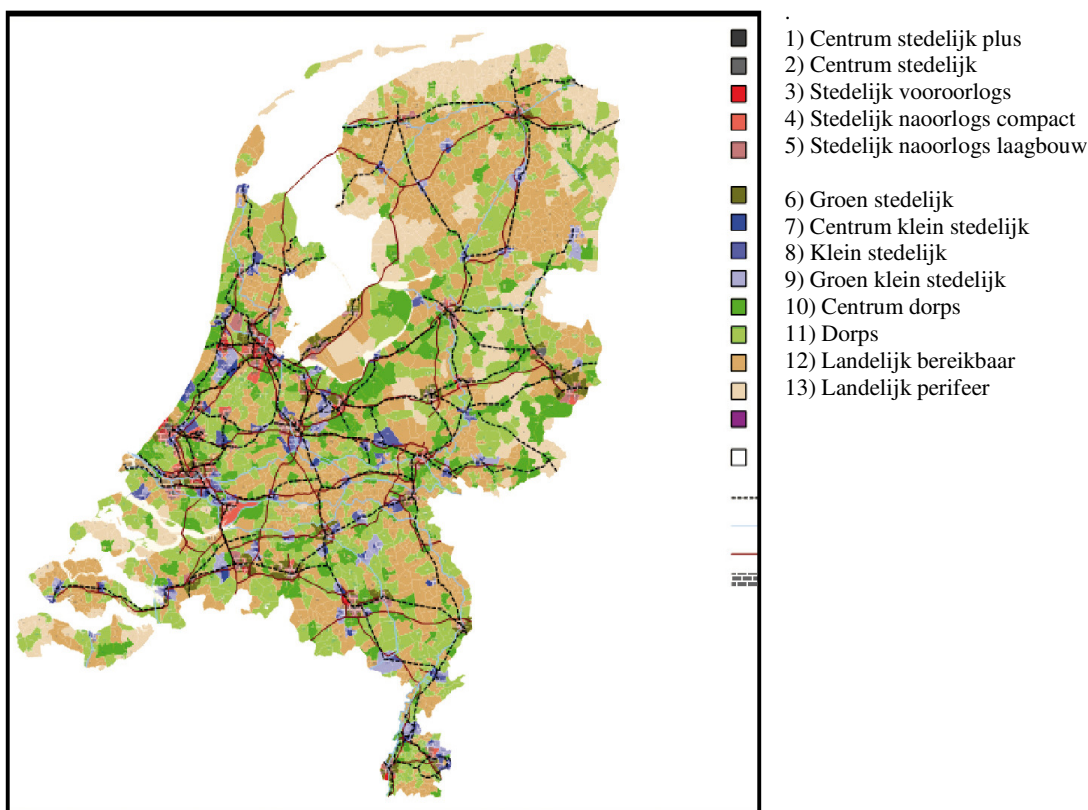 .
1) Centrum stedelijk plus
2) Centrum stedelijk
3) Stedelijk vooroorlogs
4) Stedelijk naoorlogs compact
5) Stedelijk naoorlogs laagbouw
6) Groen stedelijk
7) Centrum klein stedelijk
8) Klein stedelijk
9) Groen klein stedelijk
10) Centrum dorps
11) Dorps
12) Landelijk bereikbaar
13) Landelijk perifeer